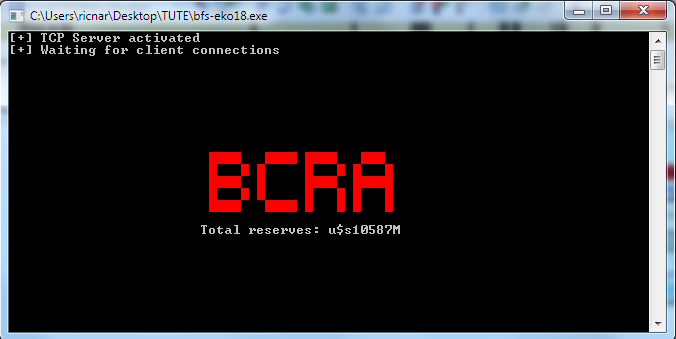 C:\Users\ricnar\Desktop\TUTE\bfs-eko18.exe
[+] TCP Server activated
[+] Waiting for client connections
BCRA
Total reserves: u$s10587M